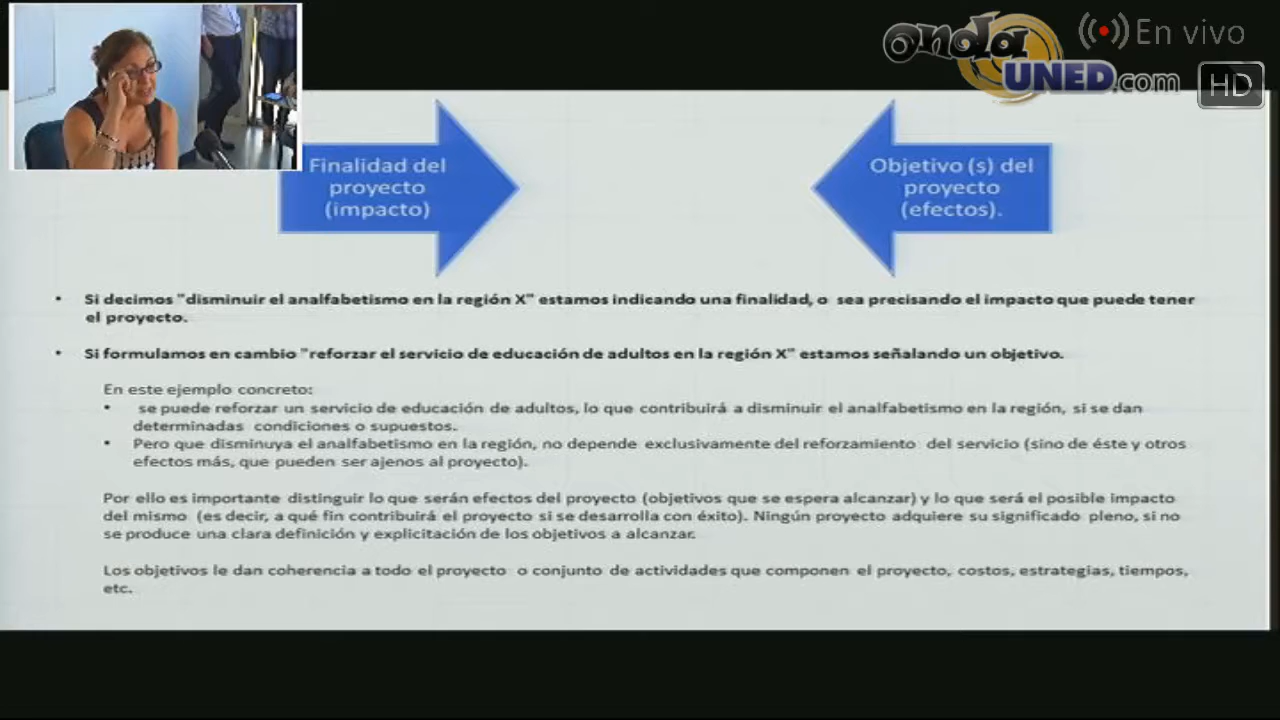 onda
UNED.com
En vivo
HD
Finalidad del
proyecto
(impacto)
Objetivo (s) del
proyecto
(efectos).
• Si decimos "disminuir el analfabetismo en la región X" estamos indicando una finalidad, o sea precisando el impacto que puede tener
el proyecto.
• Si formulamos en cambio "reforzar el servicio de educación de adultos en la región X" estamos señalando un objetivo.
En este ejemplo concreto:
• se puede reforzar un servicio de educación de adultos, lo que contribuirá a disminuir el analfabetismo en la región, si se dan
determinadas condiciones o supuestos.
• Pero que disminuya el analfabetismo en la región, no depende exclusivamente del reforzamiento del servicio (sino de éste y otros
efectos más, que pueden ser ajenos al proyecto).
Por ello es importante distinguir lo que serán efectos del proyecto (objetivos que se espera alcanzar) y lo que será el posible impacto
del mismo (es decir, a qué fin contribuirá el proyecto si se desarrolla con éxito). Ningún proyecto adquiere su significado pleno, si no
se produce una clara definición y explicitación de los objetivos a alcanzar.
Los objetivos le dan coherencia a todo el proyecto o conjunto de actividades que componen el proyecto, costos, estrategias, tiempos,
etc.